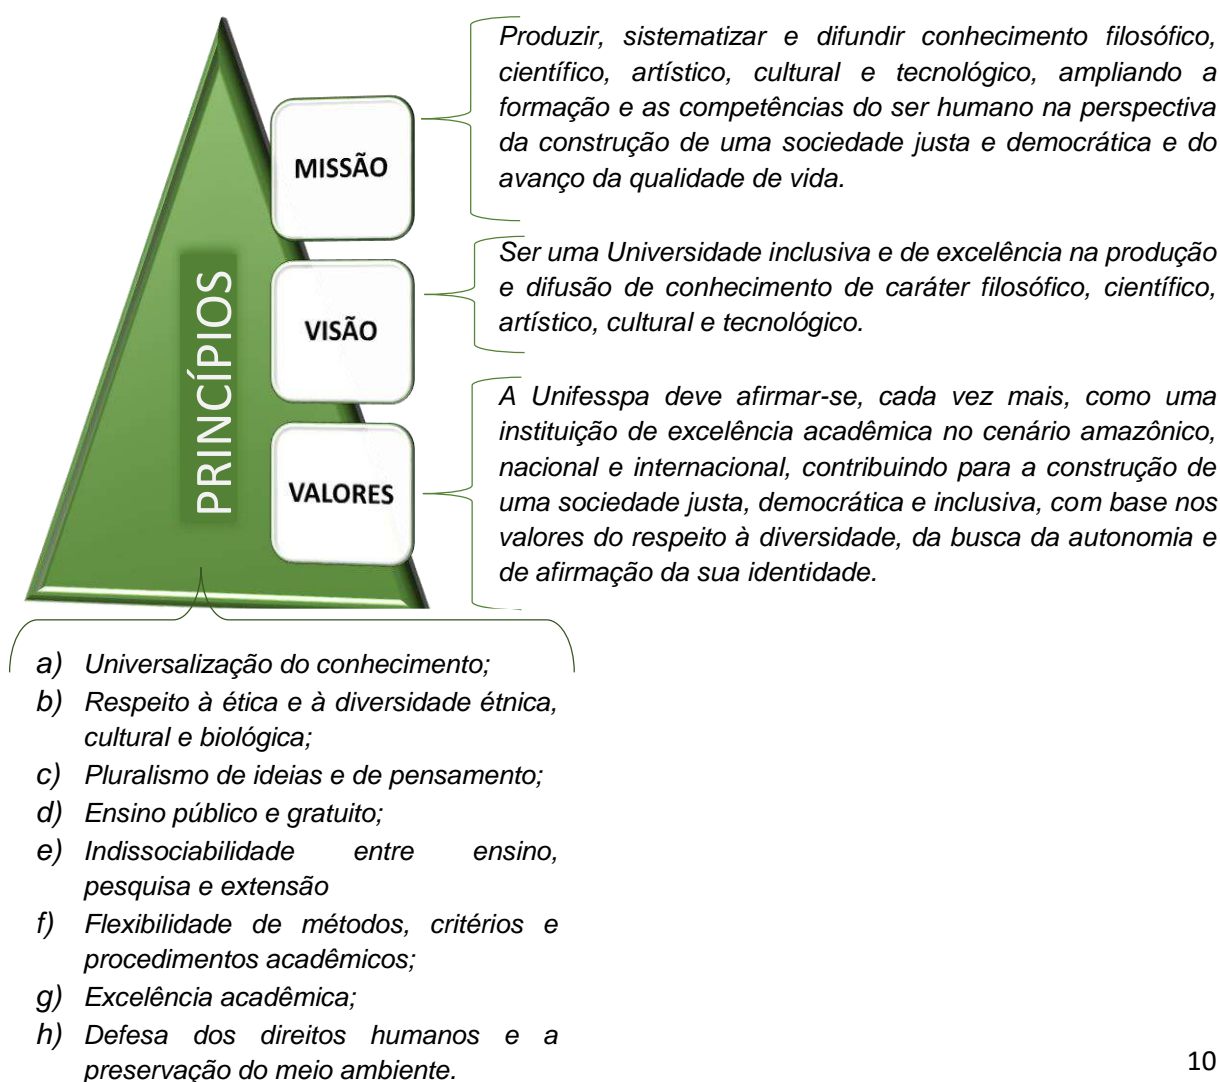 PRINCÍPIOS
MISSÃO
Produzir, sistematizar e difundir conhecimento filosófico,
científico, artístico, cultural e tecnológico, ampliando a
formação e as competências do ser humano na perspectiva
da construção de uma sociedade justa e democrática e do
avanço da qualidade de vida.
VISÃO
Ser uma Universidade inclusiva e de excelência na produção
e difusão de conhecimento de caráter filosófico, científico,
artístico, cultural e tecnológico.
VALORES
A Unifesspa deve afirmar-se, cada vez mais, como uma
instituição de excelência acadêmica no cenário amazônico,
nacional e internacional, contribuindo para a construção de
uma sociedade justa, democrática e inclusiva, com base nos
valores do respeito à diversidade, da busca da autonomia e
de afirmação da sua identidade.
a) Universalização do conhecimento;
b) Respeito à ética e à diversidade étnica,
cultural e biológica;
c) Pluralismo de ideias e de pensamento;
d) Ensino público e gratuito;
e) Indissociabilidade entre ensino,
pesquisa e extensão
f) Flexibilidade de métodos, critérios e
procedimentos acadêmicos;
g) Excelência acadêmica;
h) Defesa dos direitos humanos e a
preservação do meio ambiente.
10